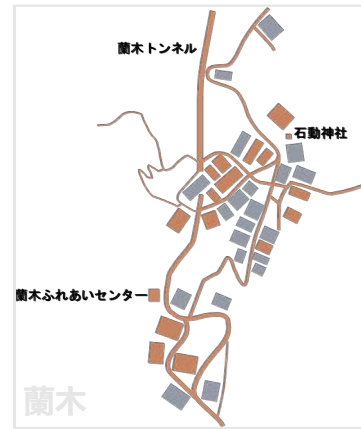 蘭木トンネル
石動神社
蘭木ふれあいセンター
蘭木